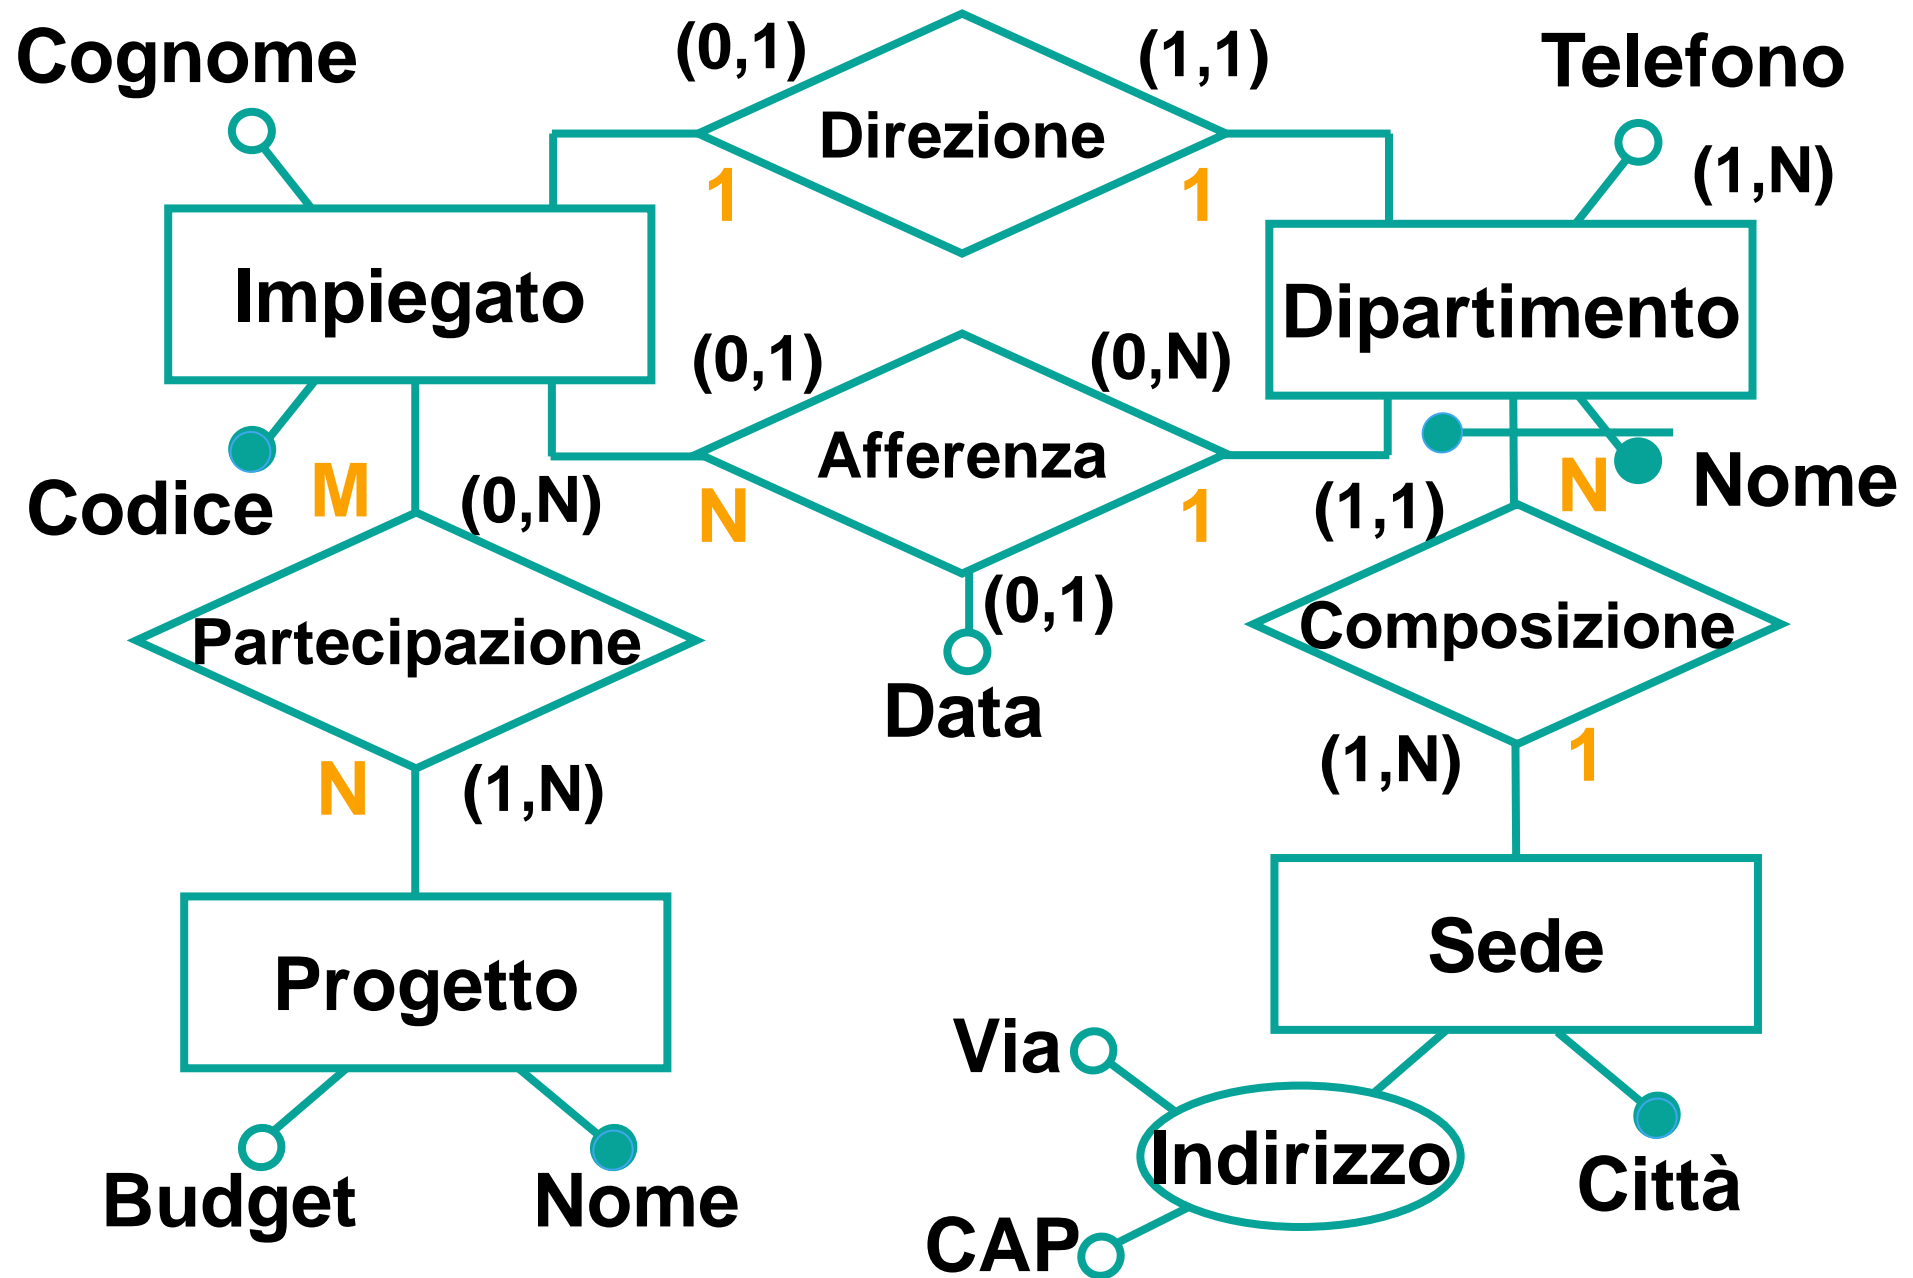 Cognome
(0,1)
(1,1)
Telefono
Direzione
(1,N)
1
1
Impiegato
Dipartimento
(0,1)
(0,N)
Afferenza
Codice
M
(0,N)
N
1
(1,1)
N
Nome
(0,1)
Partecipazione
Composizione
Data
N
(1,N)
(1,N)
1
Progetto
Sede
Via
Indirizzo
Città
Budget
Nome
CAP